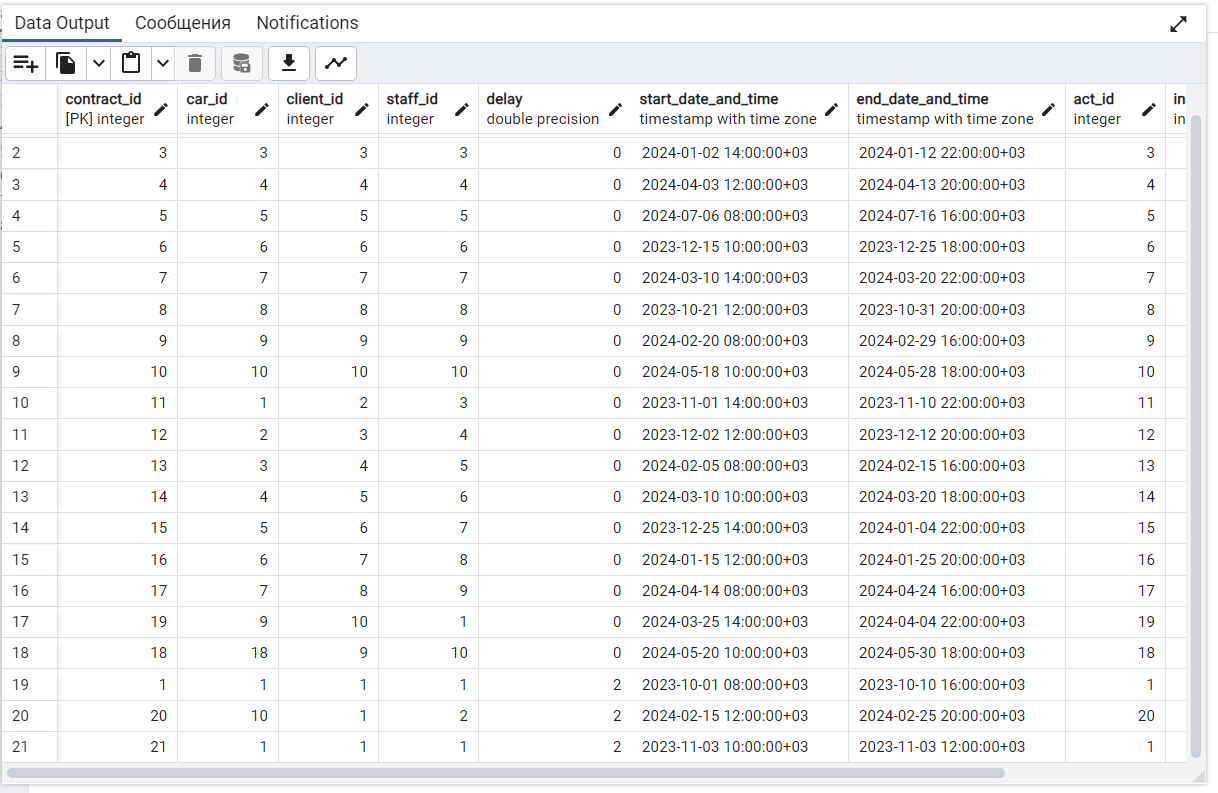 Data Output Сообщения Notifications
contract_id car_id client_id staff_id delay start_date_and_time end_date_and_time act_id in
[PK] integer integer integer integer double precision timestamp with time zone timestamp with time zone integer in
2 3 3 3 3 0 2024-01-02 14:00:00+03 2024-01-12 22:00:00+03 3
3 4 4 4 4 0 2024-04-03 12:00:00+03 2024-04-13 20:00:00+03 4
4 5 5 5 5 0 2024-07-06 08:00:00+03 2024-07-16 16:00:00+03 5
5 6 6 6 6 0 2023-12-15 10:00:00+03 2023-12-25 18:00:00+03 6
6 7 7 7 7 0 2024-03-10 14:00:00+03 2024-03-20 22:00:00+03 7
7 8 8 8 8 0 2023-10-21 12:00:00+03 2023-10-31 20:00:00+03 8
8 9 9 9 9 0 2024-02-20 08:00:00+03 2024-02-29 16:00:00+03 9
9 10 10 10 10 0 2024-05-18 10:00:00+03 2024-05-28 18:00:00+03 10
10 11 1 2 3 0 2023-11-01 14:00:00+03 2023-11-10 22:00:00+03 11
11 12 2 3 4 0 2023-12-02 12:00:00+03 2023-12-12 20:00:00+03 12
12 13 3 4 5 0 2024-02-05 08:00:00+03 2024-02-15 16:00:00+03 13
13 14 4 5 6 0 2024-03-10 10:00:00+03 2024-03-20 18:00:00+03 14
14 15 5 6 7 0 2023-12-25 14:00:00+03 2024-01-04 22:00:00+03 15
15 16 6 7 8 0 2024-01-15 12:00:00+03 2024-01-25 20:00:00+03 16
16 17 7 8 9 0 2024-04-14 08:00:00+03 2024-04-24 16:00:00+03 17
17 19 9 10 1 0 2024-03-25 14:00:00+03 2024-04-04 22:00:00+03 19
18 18 18 9 10 0 2024-05-20 10:00:00+03 2024-05-30 18:00:00+03 18
19 1 1 1 1 2 2023-10-01 08:00:00+03 2023-10-10 16:00:00+03 1
20 20 10 1 2 2 2024-02-15 12:00:00+03 2024-02-25 20:00:00+03 20
21 21 1 1 1 2 2023-11-03 10:00:00+03 2023-11-03 12:00:00+03 1